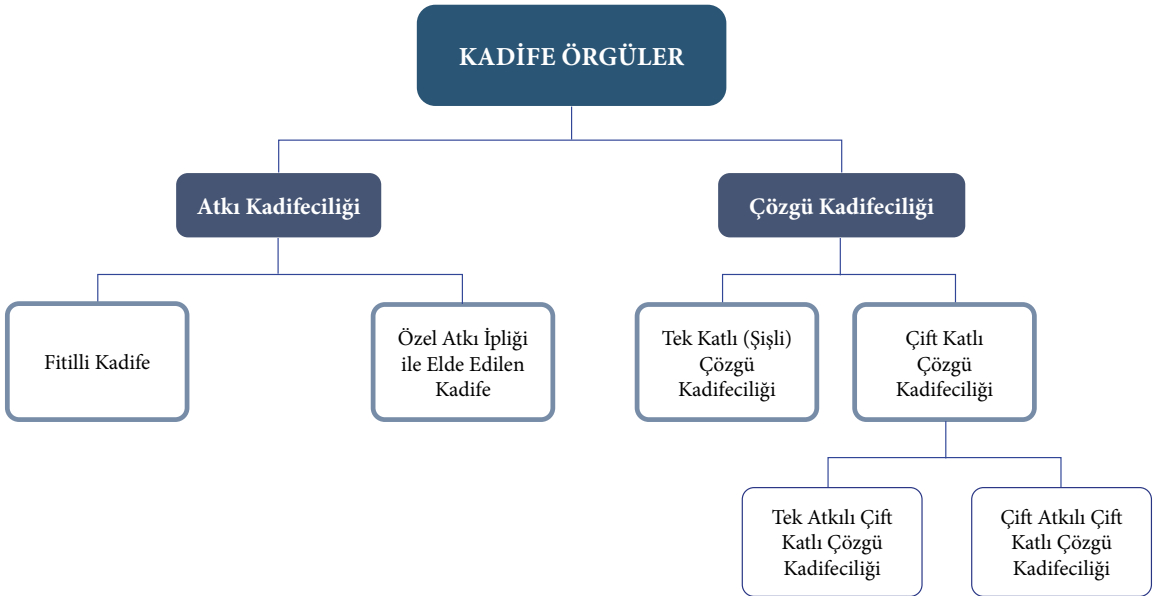 KADİFE ÖRGÜLER
Atkı Kadifeciliği
Çözgü Kadifeciliği
Fitilli Kadife
Özel Atkı İpliği
ile Elde Edilen
Kadife
Tek Katlı (Şişli)
Çözgü
Kadifeciliği
Çift Katlı
Çözgü
Kadifeciliği
Tek Atkılı Çift
Katlı Çözgü
Kadifeciliği
Çift Atkılı Çift
Katlı Çözgü
Kadifeciliği